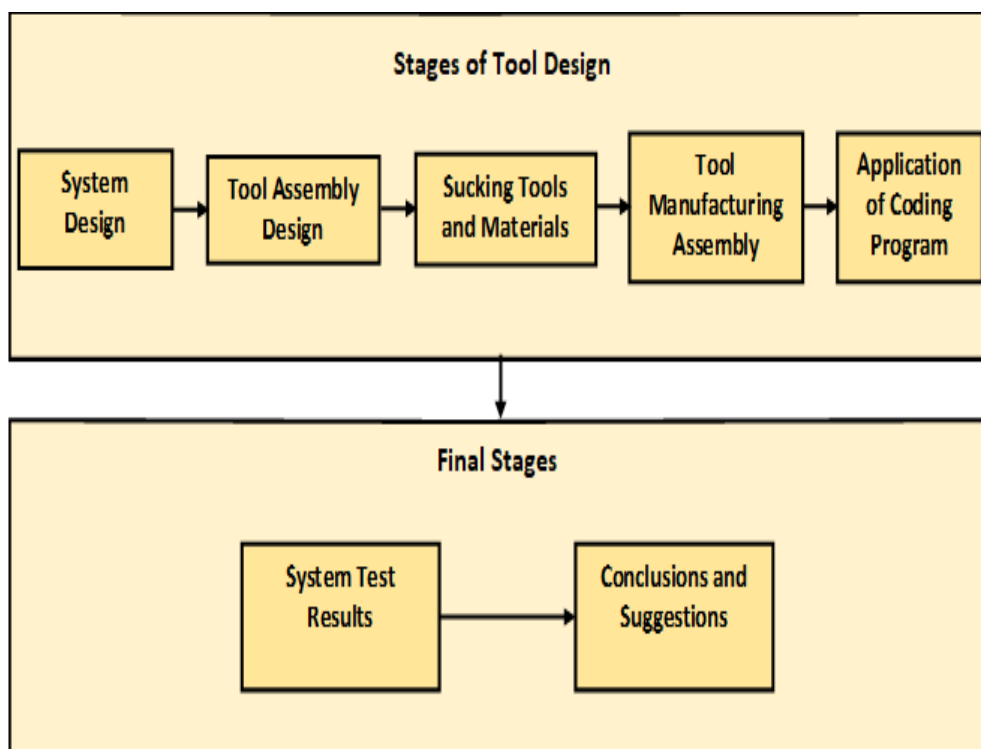 Stages of Tool Design
System
Design
Tool Assembly
Design
Sucking Tools
and Materials
Tool
Manufacturing
Assembly
Application
of Coding
Program
Final Stages
System Test
Results
Conclusions and
Suggestions